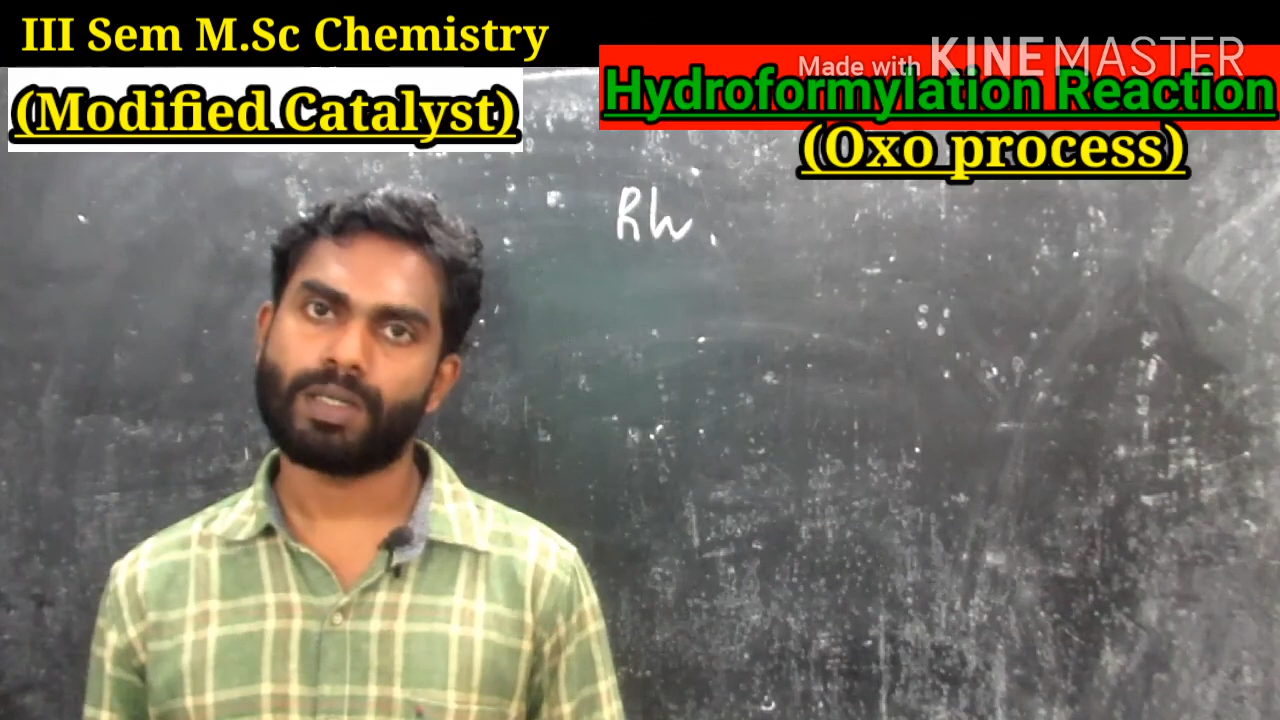 III Sem M.Sc Chemistry
(Modified Catalyst)
Made with KINEMASTER
Hydroformylation Reaction
(Oxo process)
Rh.